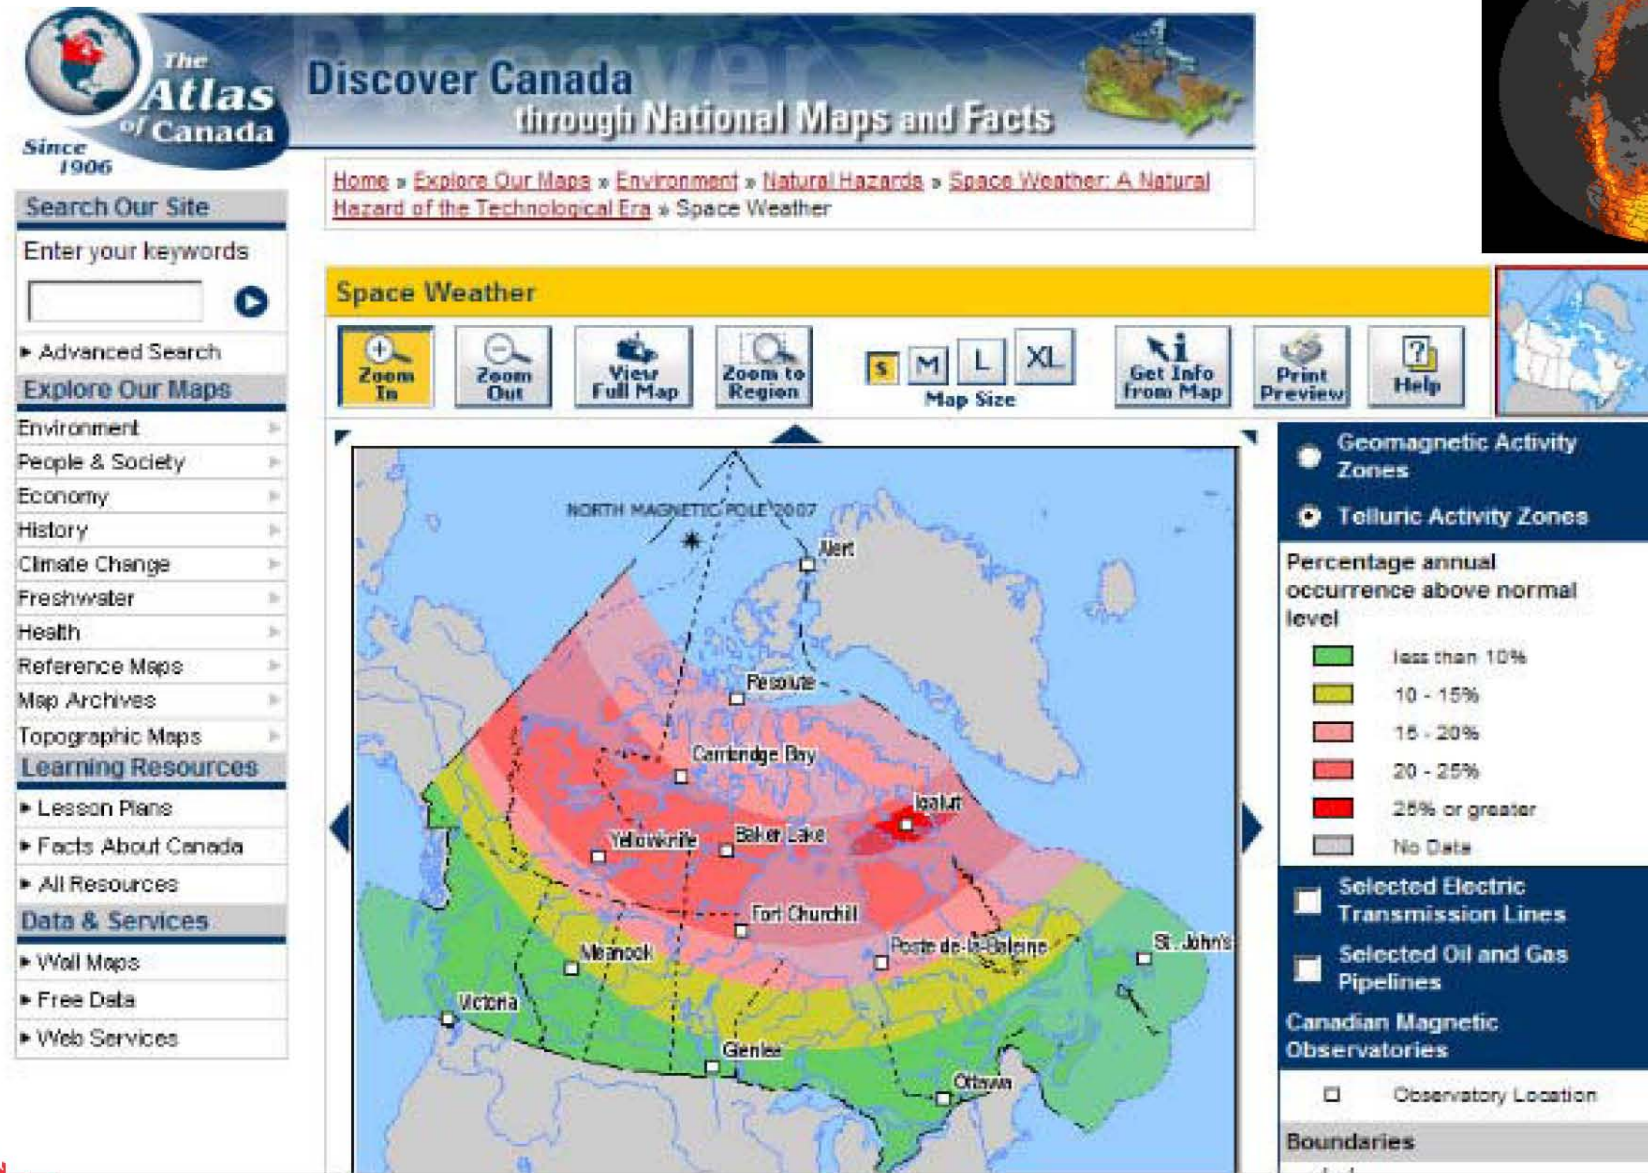 The
Atlas
of Canada
Since
1906
Discover Canada
through National Maps and Facts
Home » Explore Our Maps » Environment » Natural Hazards » Space Weather: A Natural
Hazard of the Technological Era » Space Weather
Search Our Site
Enter your keywords
Advanced Search
Explore Our Maps
Environment
People & Society
Economy
History
Climate Change
Freshwater
Health
Reference Maps
Map Archives
Topographic Maps
Learning Resources
Lesson Plans
Facts About Canada
All Resources
Data & Services
Wall Maps
Free Data
Web Services
Space Weather
Zoom
In
Zoom
Out
View
Full Map
Zoom to
Region
S M L XL
Map Size
Get Info
from Map
Print
Preview
Help
NORTH MAGNETIC POLE 2007
Alert
Resolute
Cambridge Bay
Iqaluit
Yellowknife
Baker Lake
Fort Churchill
Meanook
Poste-de-la-Baleine
St. John's
Victoria
Glenlea
Ottawa
Geomagnetic Activity
Zones
Telluric Activity Zones
Percentage annual
occurrence above normal
level
less than 10%
10 - 15%
15 - 20%
20 - 25%
25% or greater
No Data
Selected Electric
Transmission Lines
Selected Oil and Gas
Pipelines
Canadian Magnetic
Observatories
Observatory Location
Boundaries